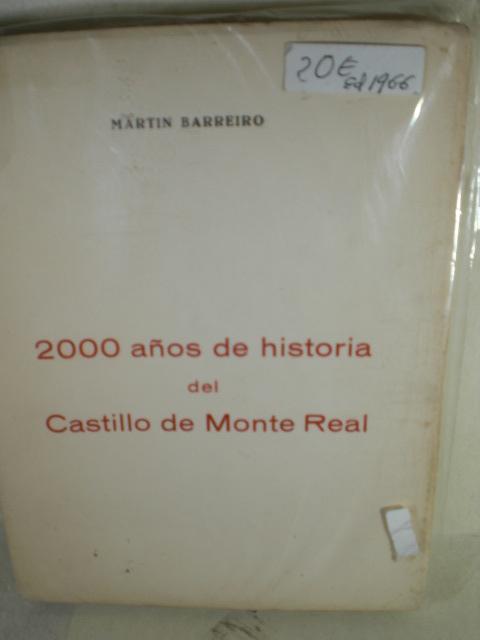 20€
Ed 1966
MARTIN BARREIRO
2000 años de historia
del
Castillo de Monte Real